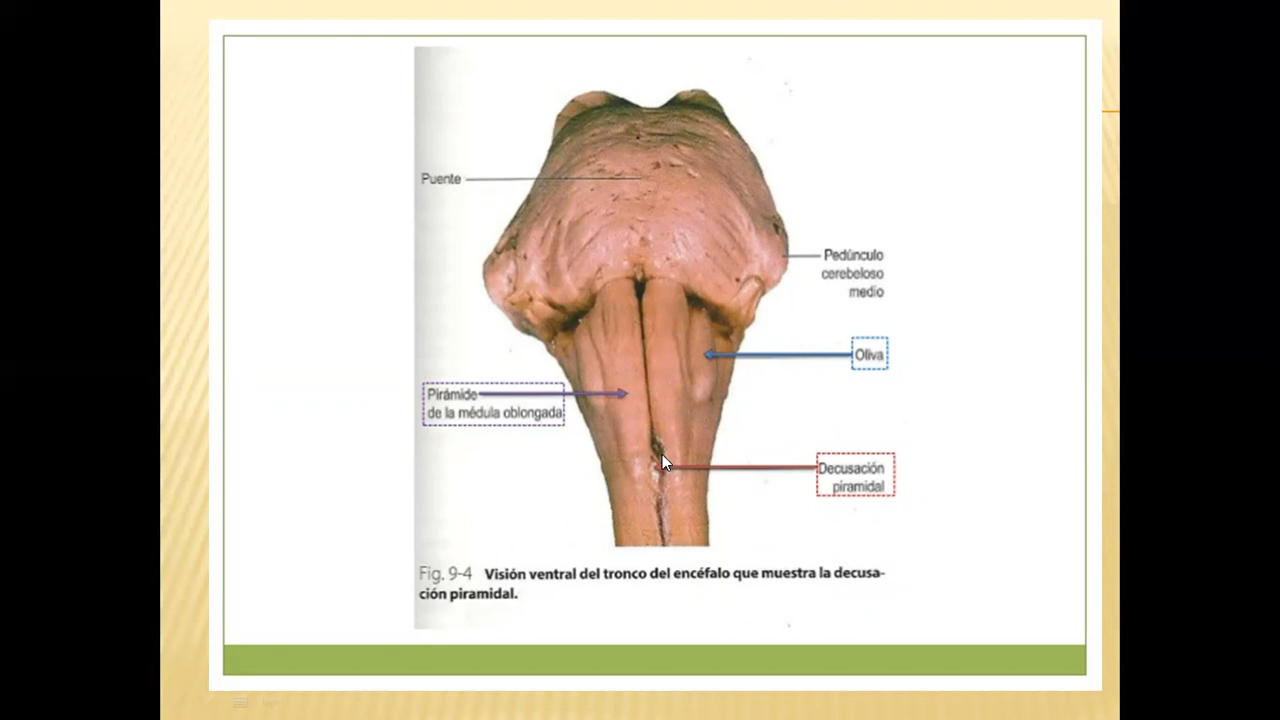 Puente
Pedúnculo
cerebeloso
medio
Oliva
Pirámide
de la médula oblongada
Decusación
piramidal
Fig. 9-4 Visión ventral del tronco del encéfalo que muestra la decusa-
ción piramidal.